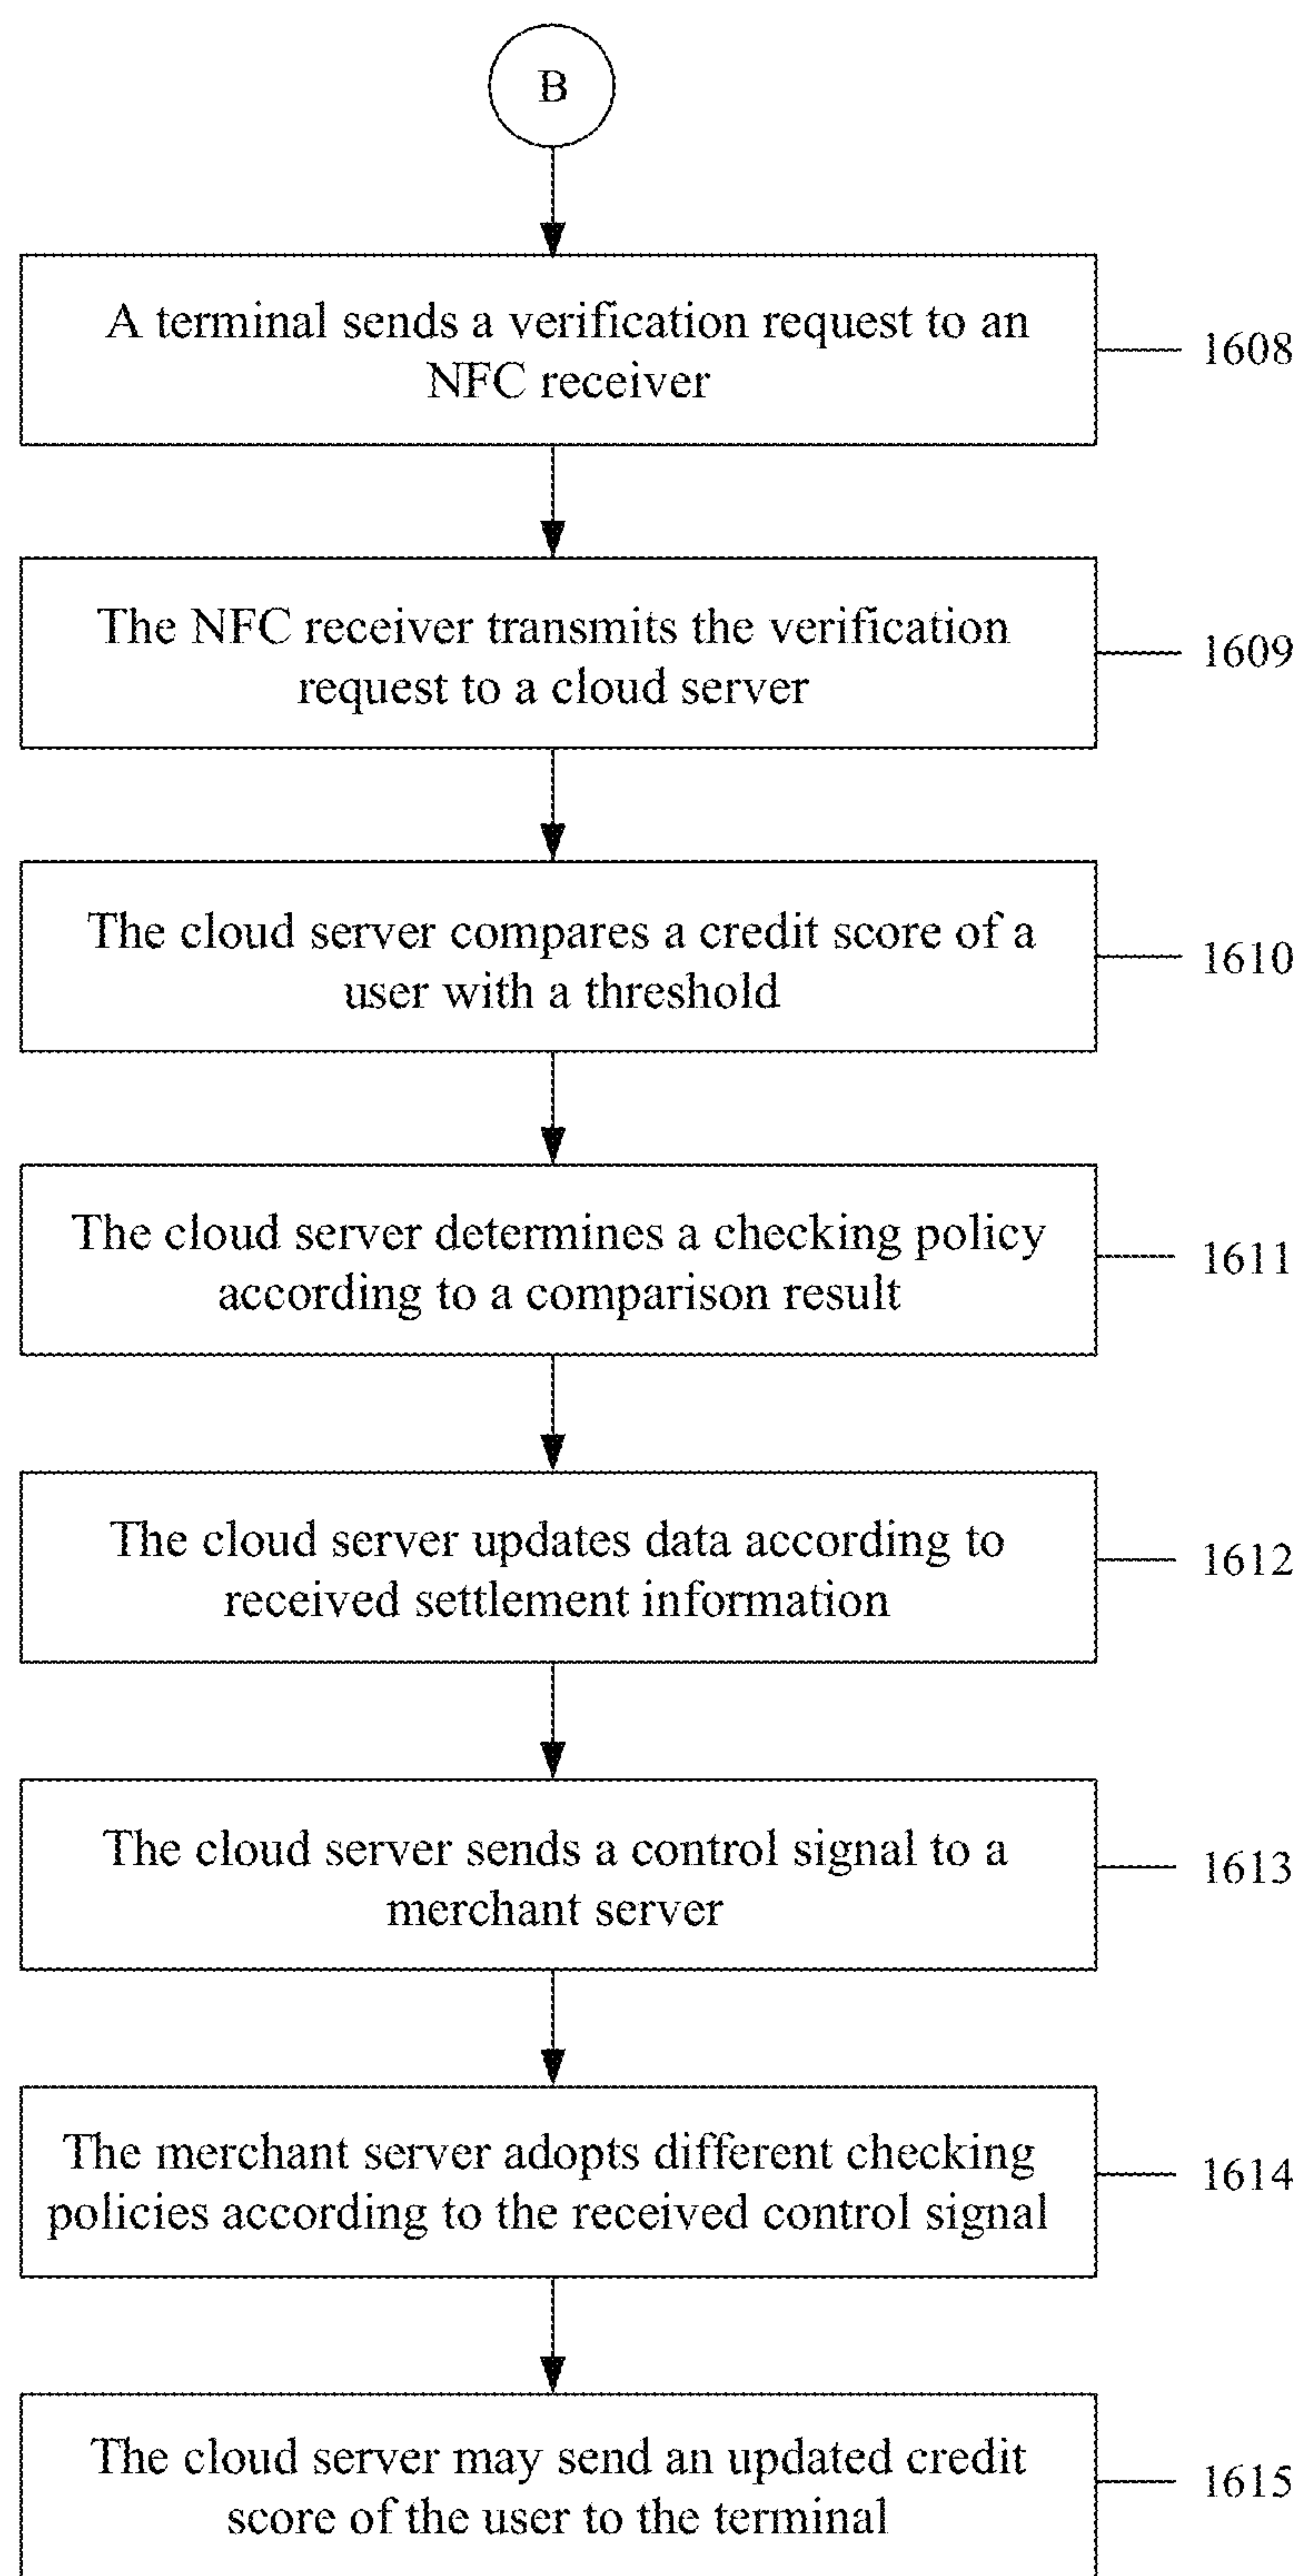 B
A terminal sends a verification request to an
NFC receiver
1608
The NFC receiver transmits the verification
request to a cloud server
1609
The cloud server compares a credit score of a
user with a threshold
1610
The cloud server determines a checking policy
according to a comparison result
1611
The cloud server updates data according to
received settlement information
1612
The cloud server sends a control signal to a
merchant server
1613
The merchant server adopts different checking
policies according to the received control signal
1614
The cloud server may send an updated credit
score of the user to the terminal
1615